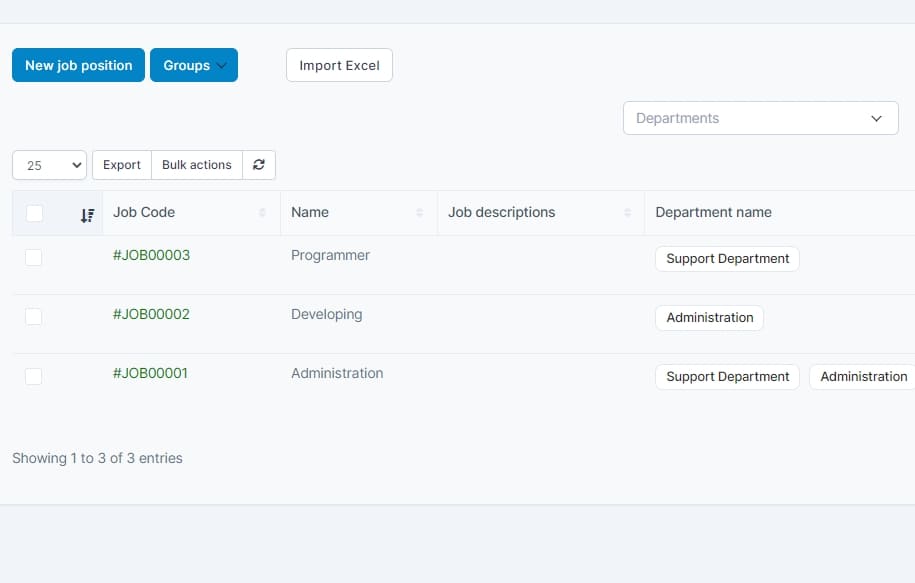 New job position Groups Import Excel
Departments
25 Export Bulk actions
Job Code Name Job descriptions Department name
#JOB00003 Programmer Support Department
#JOB00002 Developing Administration
#JOB00001 Administration Support Department Administration
Showing 1 to 3 of 3 entries